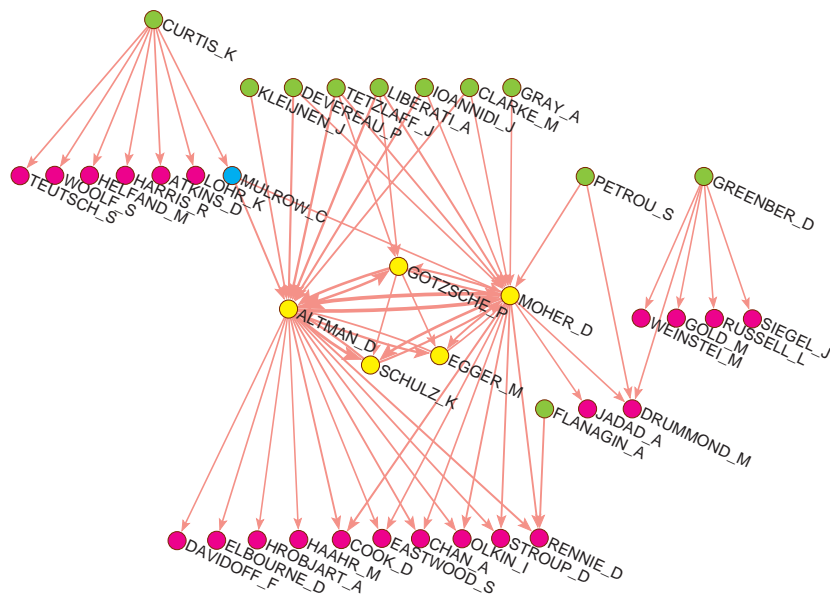 CURTIS_K
KLEIJNEN_J
DEVEREAU_P
TETZLAFF_J
LIBERATI_A
IOANNIDI_J
CLARKE_M
GRAY_A
TEUTSCH_S
WOOLF_S
HELFAND_M
HARRIS_R
ATKINS_D
LOHR_K
MULROW_C
PETROU_S
GREENBER_D
GOTZSCHE_P
MOHER_D
ALTMAN_D
SCHULZ_K
EGGER_M
WEINSTEI_M
GOLD_M
RUSSELL_L
SIEGEL_J
FLANAGIN_A
JADAD_A
DRUMMOND_M
DAVIDOFF_F
ELBOURNE_D
HROBJART_A
HAAHR_M
COOK_D
EASTWOOD_S
CHAN_A
OLKIN_I
STROUP_D
RENNIE_D